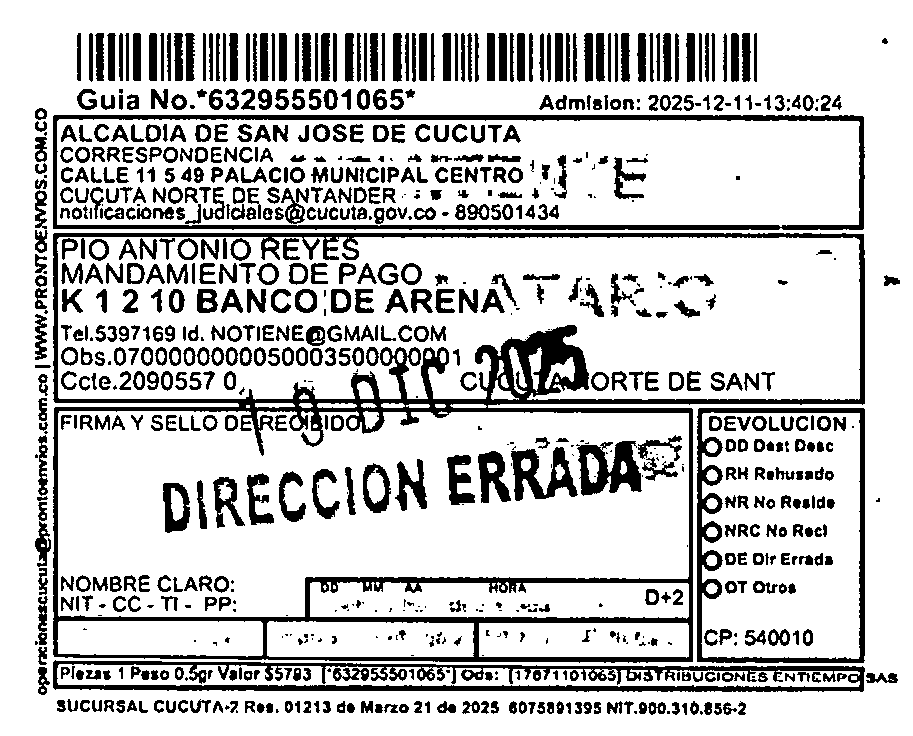 Guia No.*632955501065*
Admision: 2025-12-11-13:40:24
ALCALDIA DE SAN JOSE DE CUCUTA
CORRESPONDENCIA
CALLE 11 5 49 PALACIO MUNICIPAL CENTRO
CUCUTA NORTE DE SANTANDER
notificaciones_judiciales@cucuta.gov.co - 890501434
PIO ANTONIO REYES
MANDAMIENTO DE PAGO
K 1 2 10 BANCO DE ARENA
Tel.5397169 Id. NOTIENE@GMAIL.COM
Obs.07000000000050003500000001
Ccte.2090557 0
CUCUTA NORTE DE SANT
19 DIC 2025
FIRMA Y SELLO DE RECIBIDO
DIRECCION ERRADA
NOMBRE CLARO:
NIT - CC - TI - PP:
DD MM AA HORA
D+2
DEVOLUCION
DD Dest Desc
RH Rehusado
NR No Reside
NRC No Recl
DE Dir Errada
OT Otros
CP: 540010
Piezas 1 Peso 0.5gr Valor $5793 [*632955501065*] Ods: [17671101065] DISTRIBUCIONES ENTIEMPO SAS
SUCURSAL CUCUTA-2 Res. 01213 de Marzo 21 de 2025 6075891395 NIT.900.310.856-2
operacionescucuta@prontoenvios.com.co | WWW.PRONTOENVIOS.COM.CO